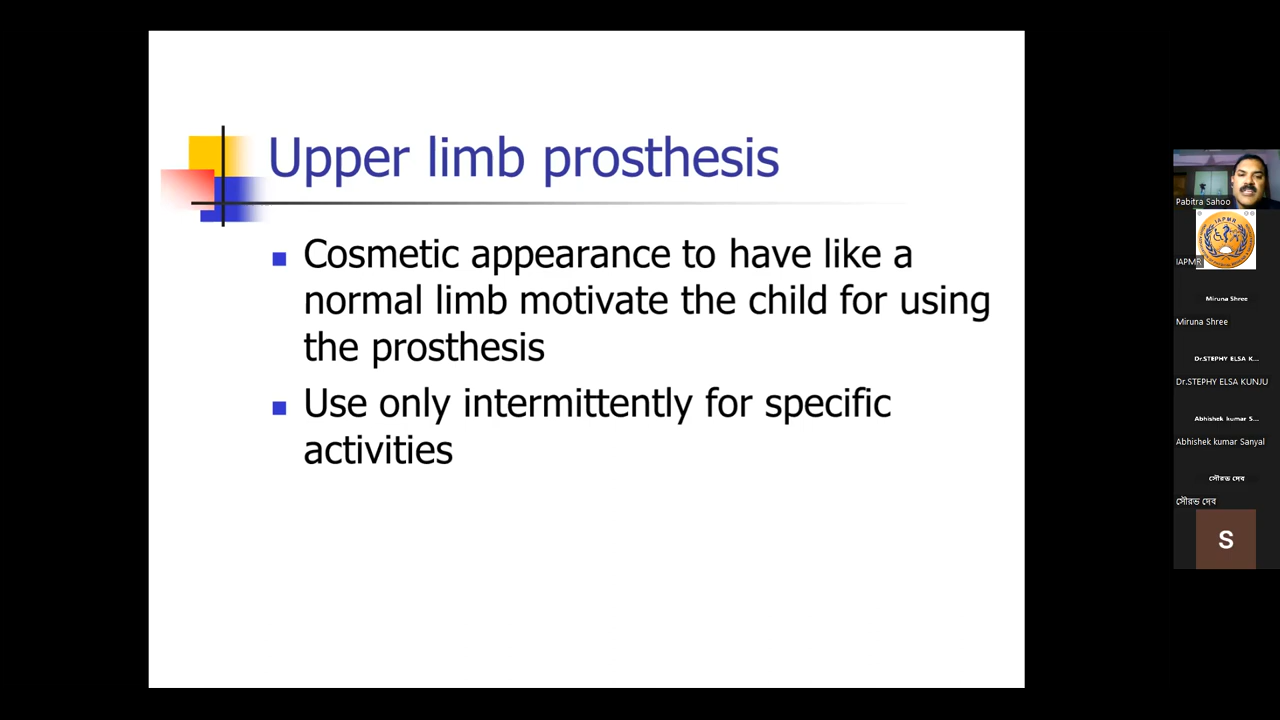 Upper limb prosthesis
Cosmetic appearance to have like a
normal limb motivate the child for using
the prosthesis
Use only intermittently for specific
activities
Pabitra Sahoo
IAPMR
IAPMR
Miruna Shree
Miruna Shree
Dr.STEPHY ELSA K...
Dr.STEPHY ELSA KUNJU
Abhishek kumar S...
Abhishek kumar Sanyal
সৌরভ দেব
সৌরভ দেব
S